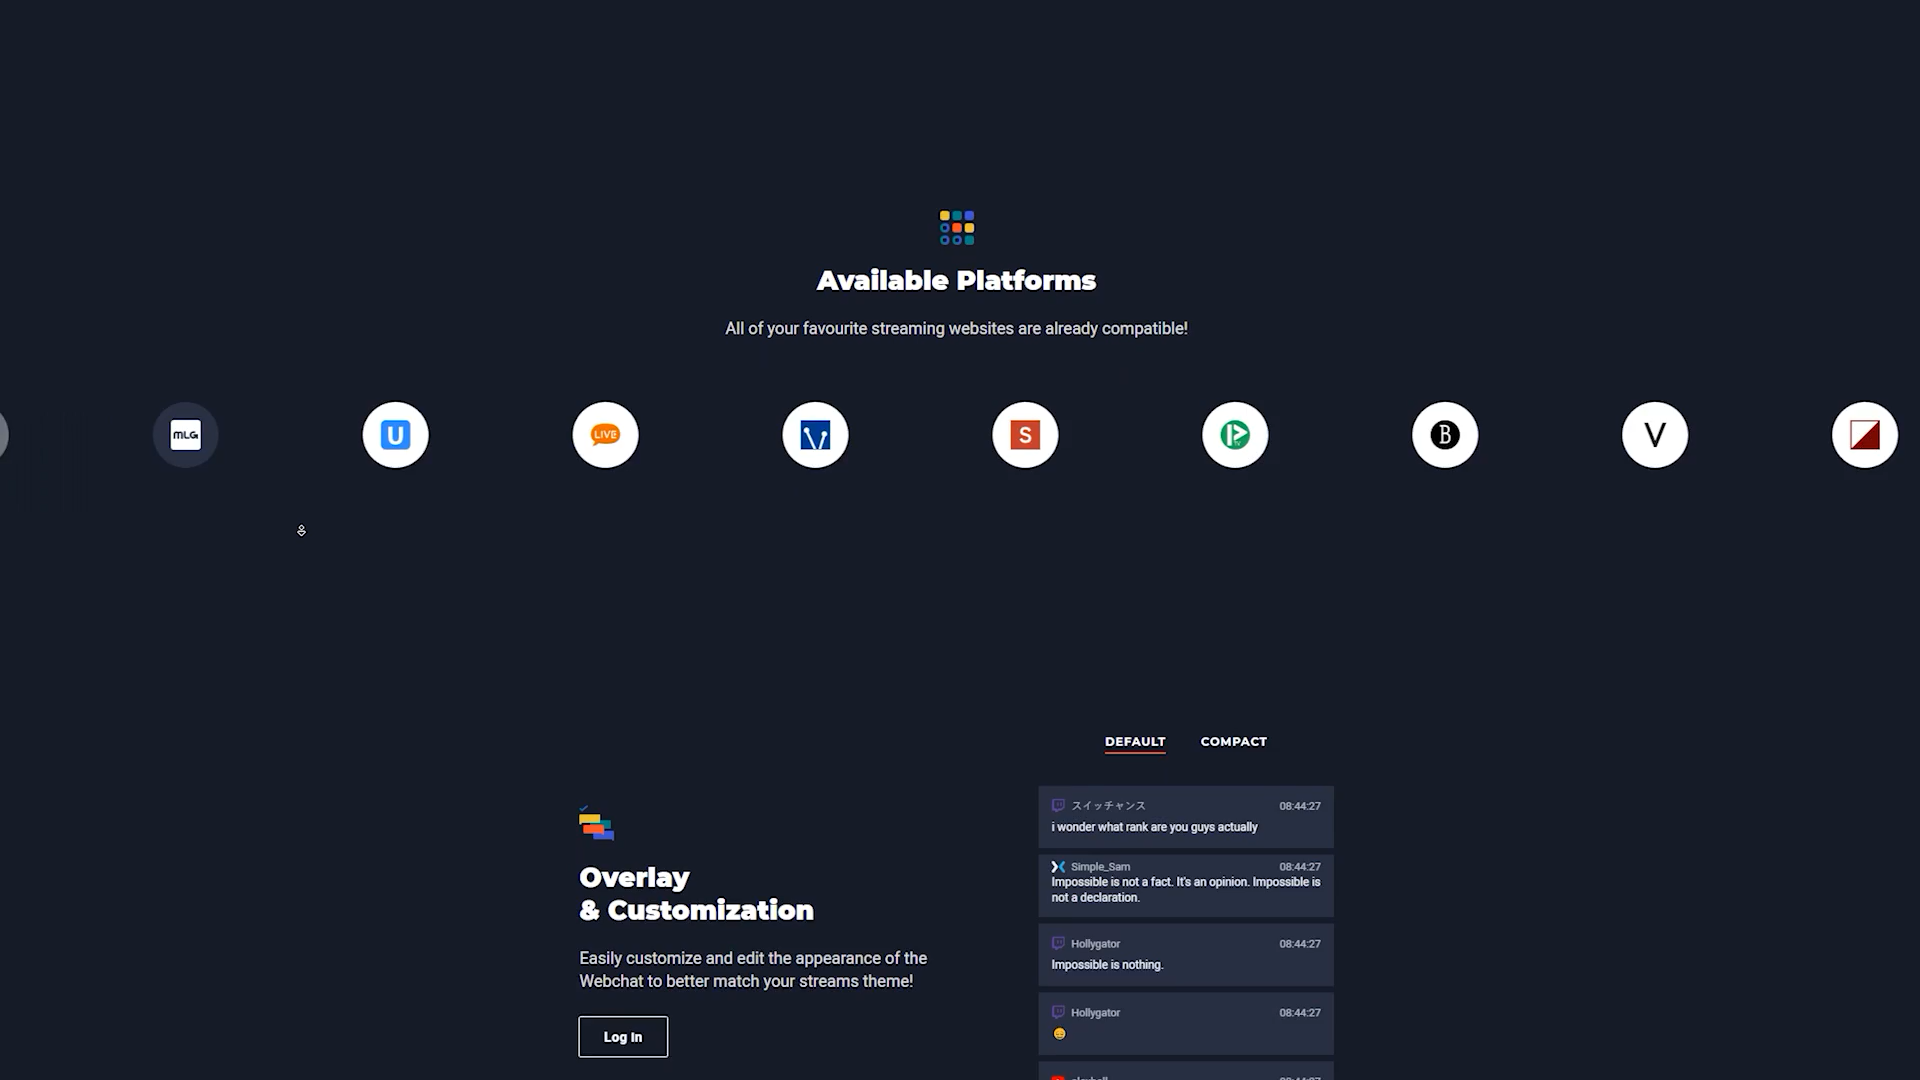 Available Platforms
All of your favourite streaming websites are already compatible!
MLG
U
LIVE
S
B
V
DEFAULT
COMPACT
Overlay
& Customization
Easily customize and edit the appearance of the
Webchat to better match your streams theme!
Log In
スイッチャンス 08:44:27
i wonder what rank are you guys actually
Simple_Sam 08:44:27
Impossible is not a fact. It's an opinion. Impossible is
not a declaration.
Hollygator 08:44:27
Impossible is nothing.
Hollygator 08:44:27